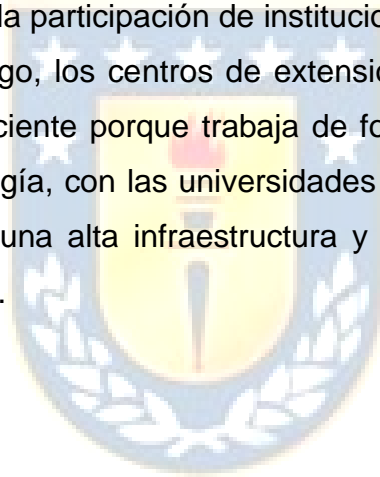 la participación de institucio
go, los centros de extensió
ciente porque trabaja de fo
gía, con las universidades
una alta infraestructura y
.